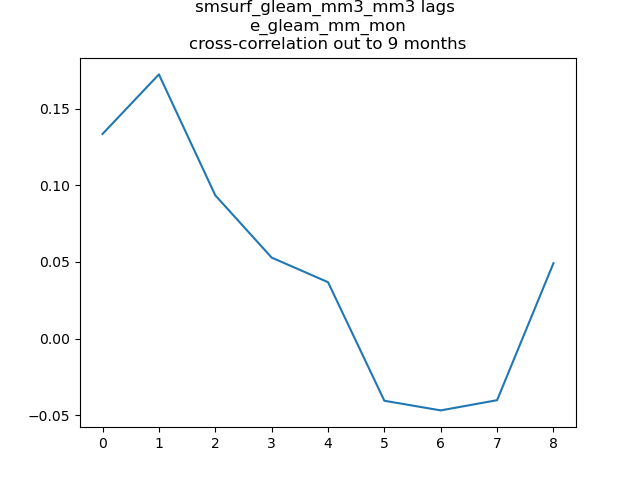 smsurf_gleam_mm3_mm3 lags
e_gleam_mm_mon
cross-correlation out to 9 months
0.15
0.10
0.05
0.00
−0.05
0 1 2 3 4 5 6 7 8